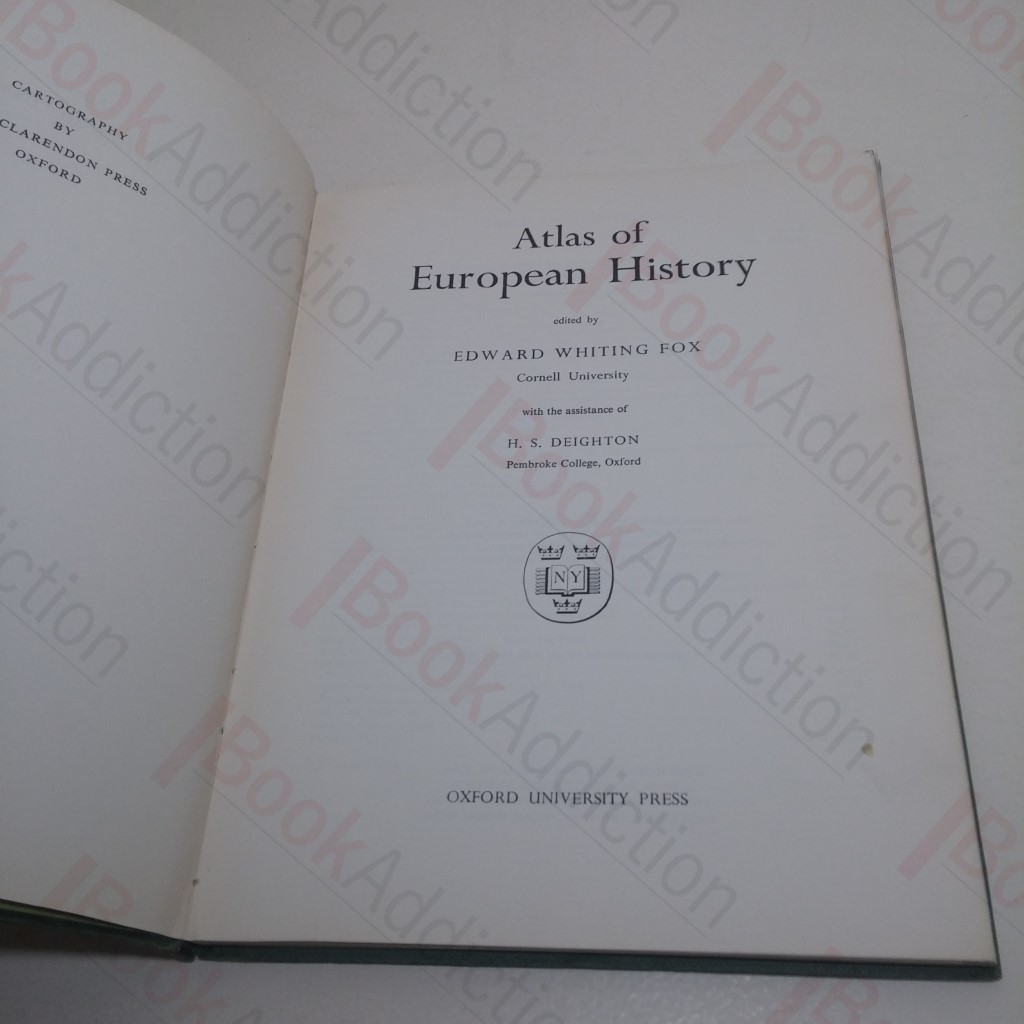 CARTOGRAPHY
BY
CLARENDON PRESS
OXFORD
Atlas of
European History
edited by
EDWARD WHITING FOX
Cornell University
with the assistance of
H. S. DEIGHTON
Pembroke College, Oxford
NY
OXFORD UNIVERSITY PRESS
BookAddiction